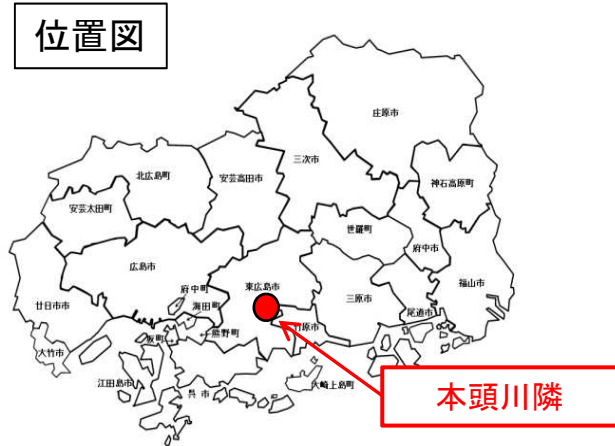 位置図
庄原市
三次市
北広島町
安芸高田市
神石高原町
安芸太田町
世羅町
府中市
広島市
東広島市
福山市
府中町
三原市
廿日市市
海田町
尾道市
坂町
熊野町
竹原市
大竹市
江田島市
大崎上島町
呉市
本頭川隣